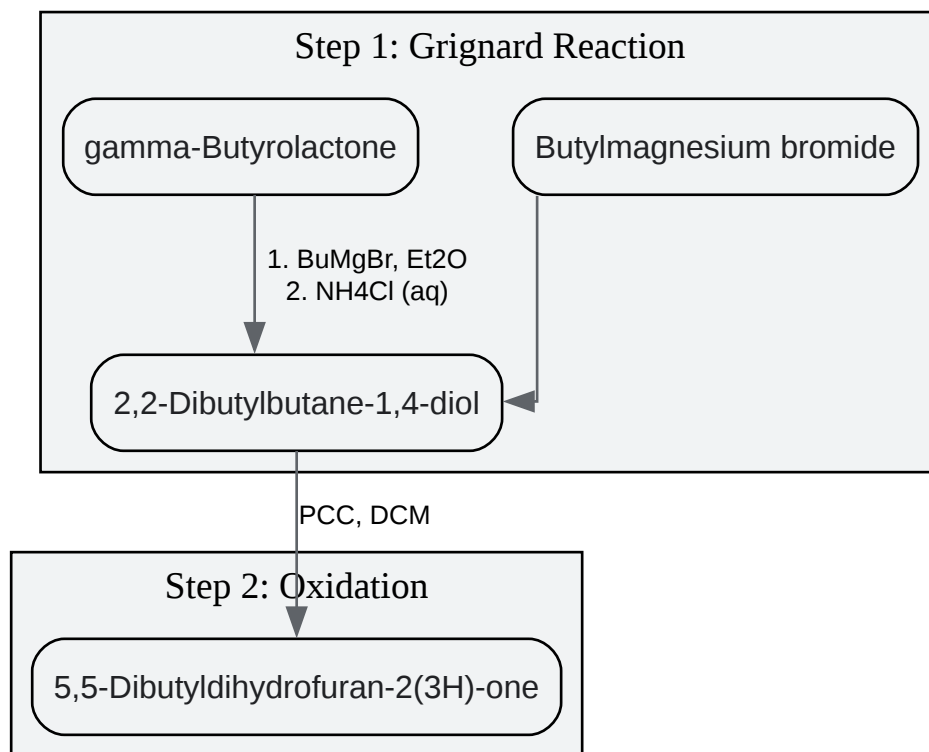 Step 1: Grignard Reaction
gamma-Butyrolactone
Butylmagnesium bromide
1. BuMgBr, Et2O
2. NH4Cl (aq)
2,2-Dibutylbutane-1,4-diol
PCC, DCM
Step 2: Oxidation
5,5-Dibutyldihydrofuran-2(3H)-one